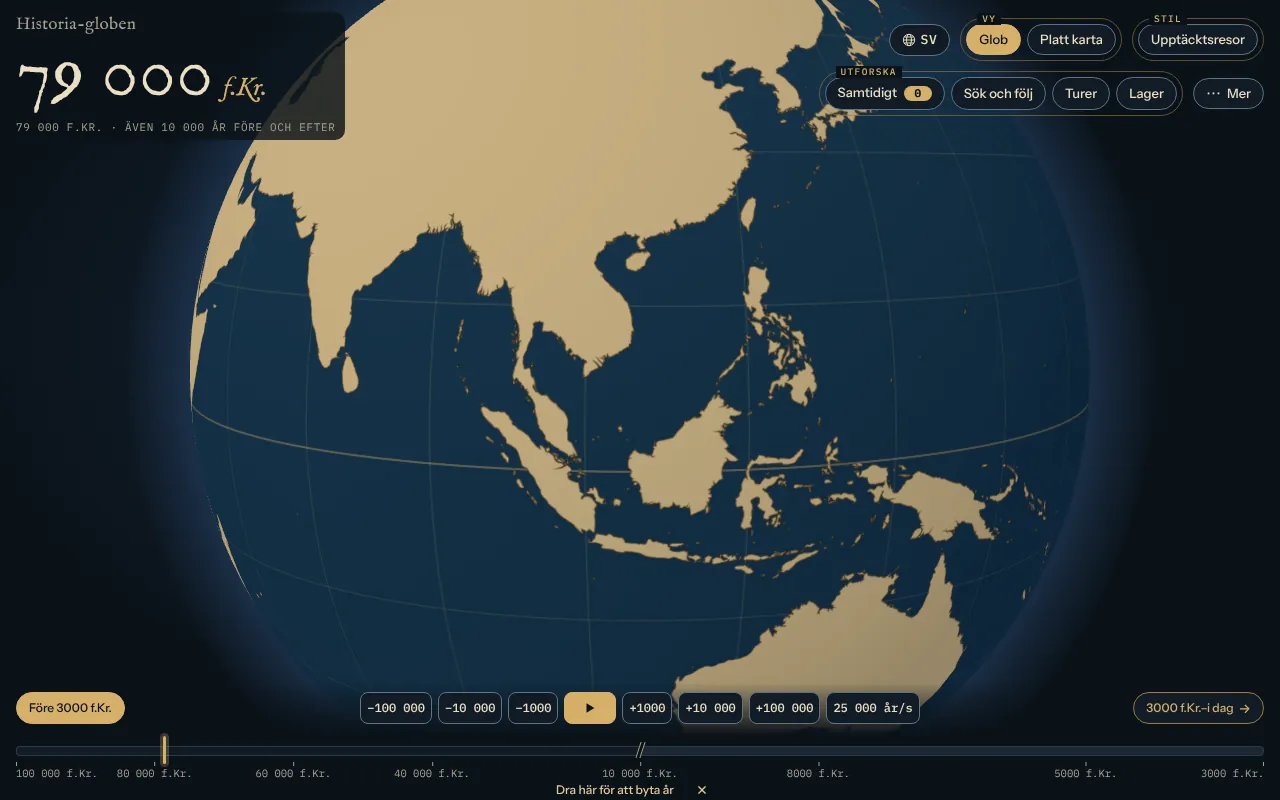 Historia-globen
79 000 f.Kr.
79 000 F.KR. · ÄVEN 10 000 ÅR FÖRE OCH EFTER
SV
VY
Glob
Platt karta
STIL
Upptäcktsresor
UTFORSKA
Samtidigt 0
Sök och följ
Turer
Lager
··· Mer
Före 3000 f.Kr.
−100 000
−10 000
−1000
+1000
+10 000
+100 000
25 000 år/s
3000 f.Kr.–i dag →
100 000 f.Kr.
80 000 f.Kr.
60 000 f.Kr.
40 000 f.Kr.
10 000 f.Kr.
8000 f.Kr.
5000 f.Kr.
3000 f.Kr.
Dra här för att byta år ✕